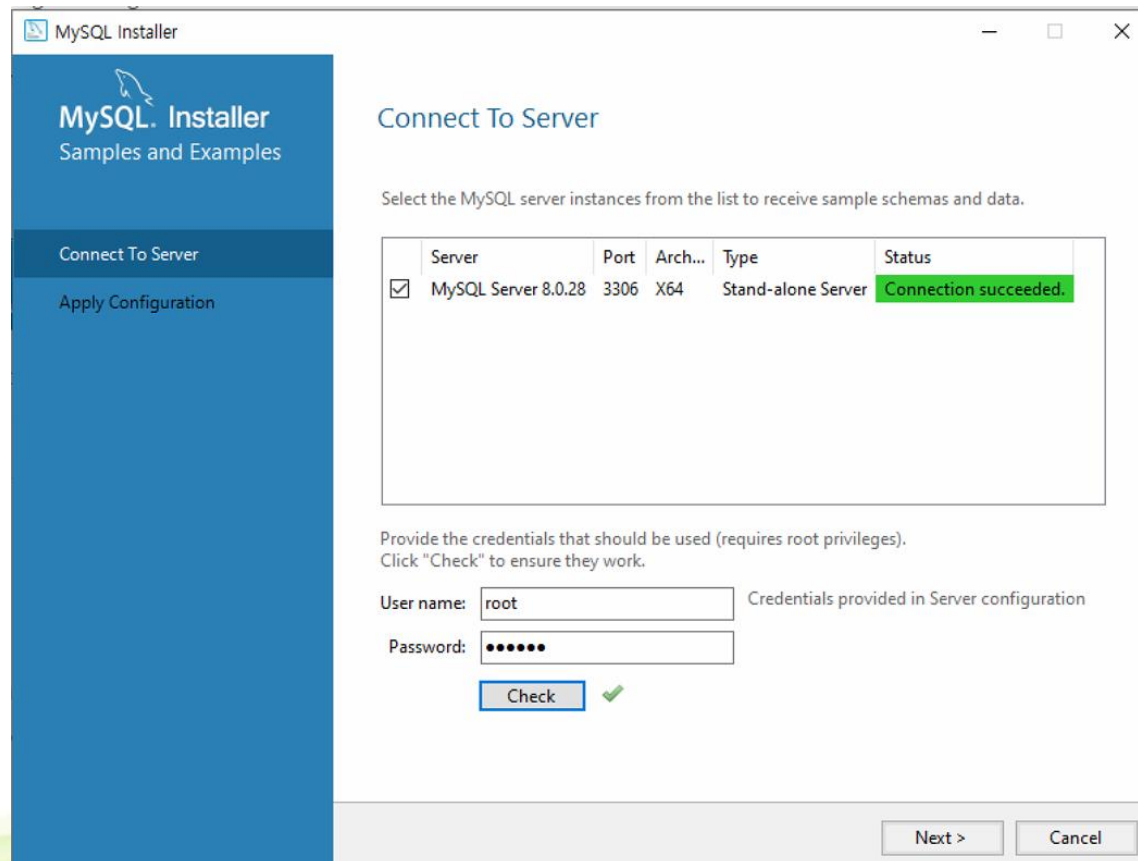 MySQL Installer
MySQL. Installer
Samples and Examples
Connect To Server
Apply Configuration
Connect To Server
Select the MySQL server instances from the list to receive sample schemas and data.
Server Port Arch... Type Status
MySQL Server 8.0.28 3306 X64 Stand-alone Server Connection succeeded.
Provide the credentials that should be used (requires root privileges).
Click "Check" to ensure they work.
User name: root Credentials provided in Server configuration
Password: ●●●●●●
Check
Next > Cancel